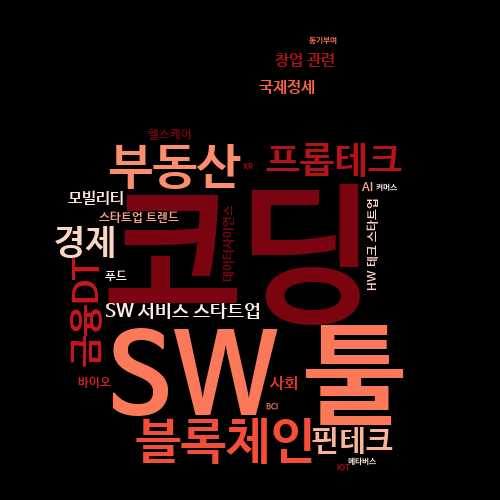 동기부여
창업 관련
국제정세
헬스케어
부동산
XR
프롭테크
AI
커머스
모빌리티
코딩
스타트업 트렌드
데이터사이언스
HW 테크 스타트업
경제
푸드
금융DT
SW 서비스 스타트업
SW 툴
바이오
사회
BCI
블록체인
핀테크
메타버스
IOT